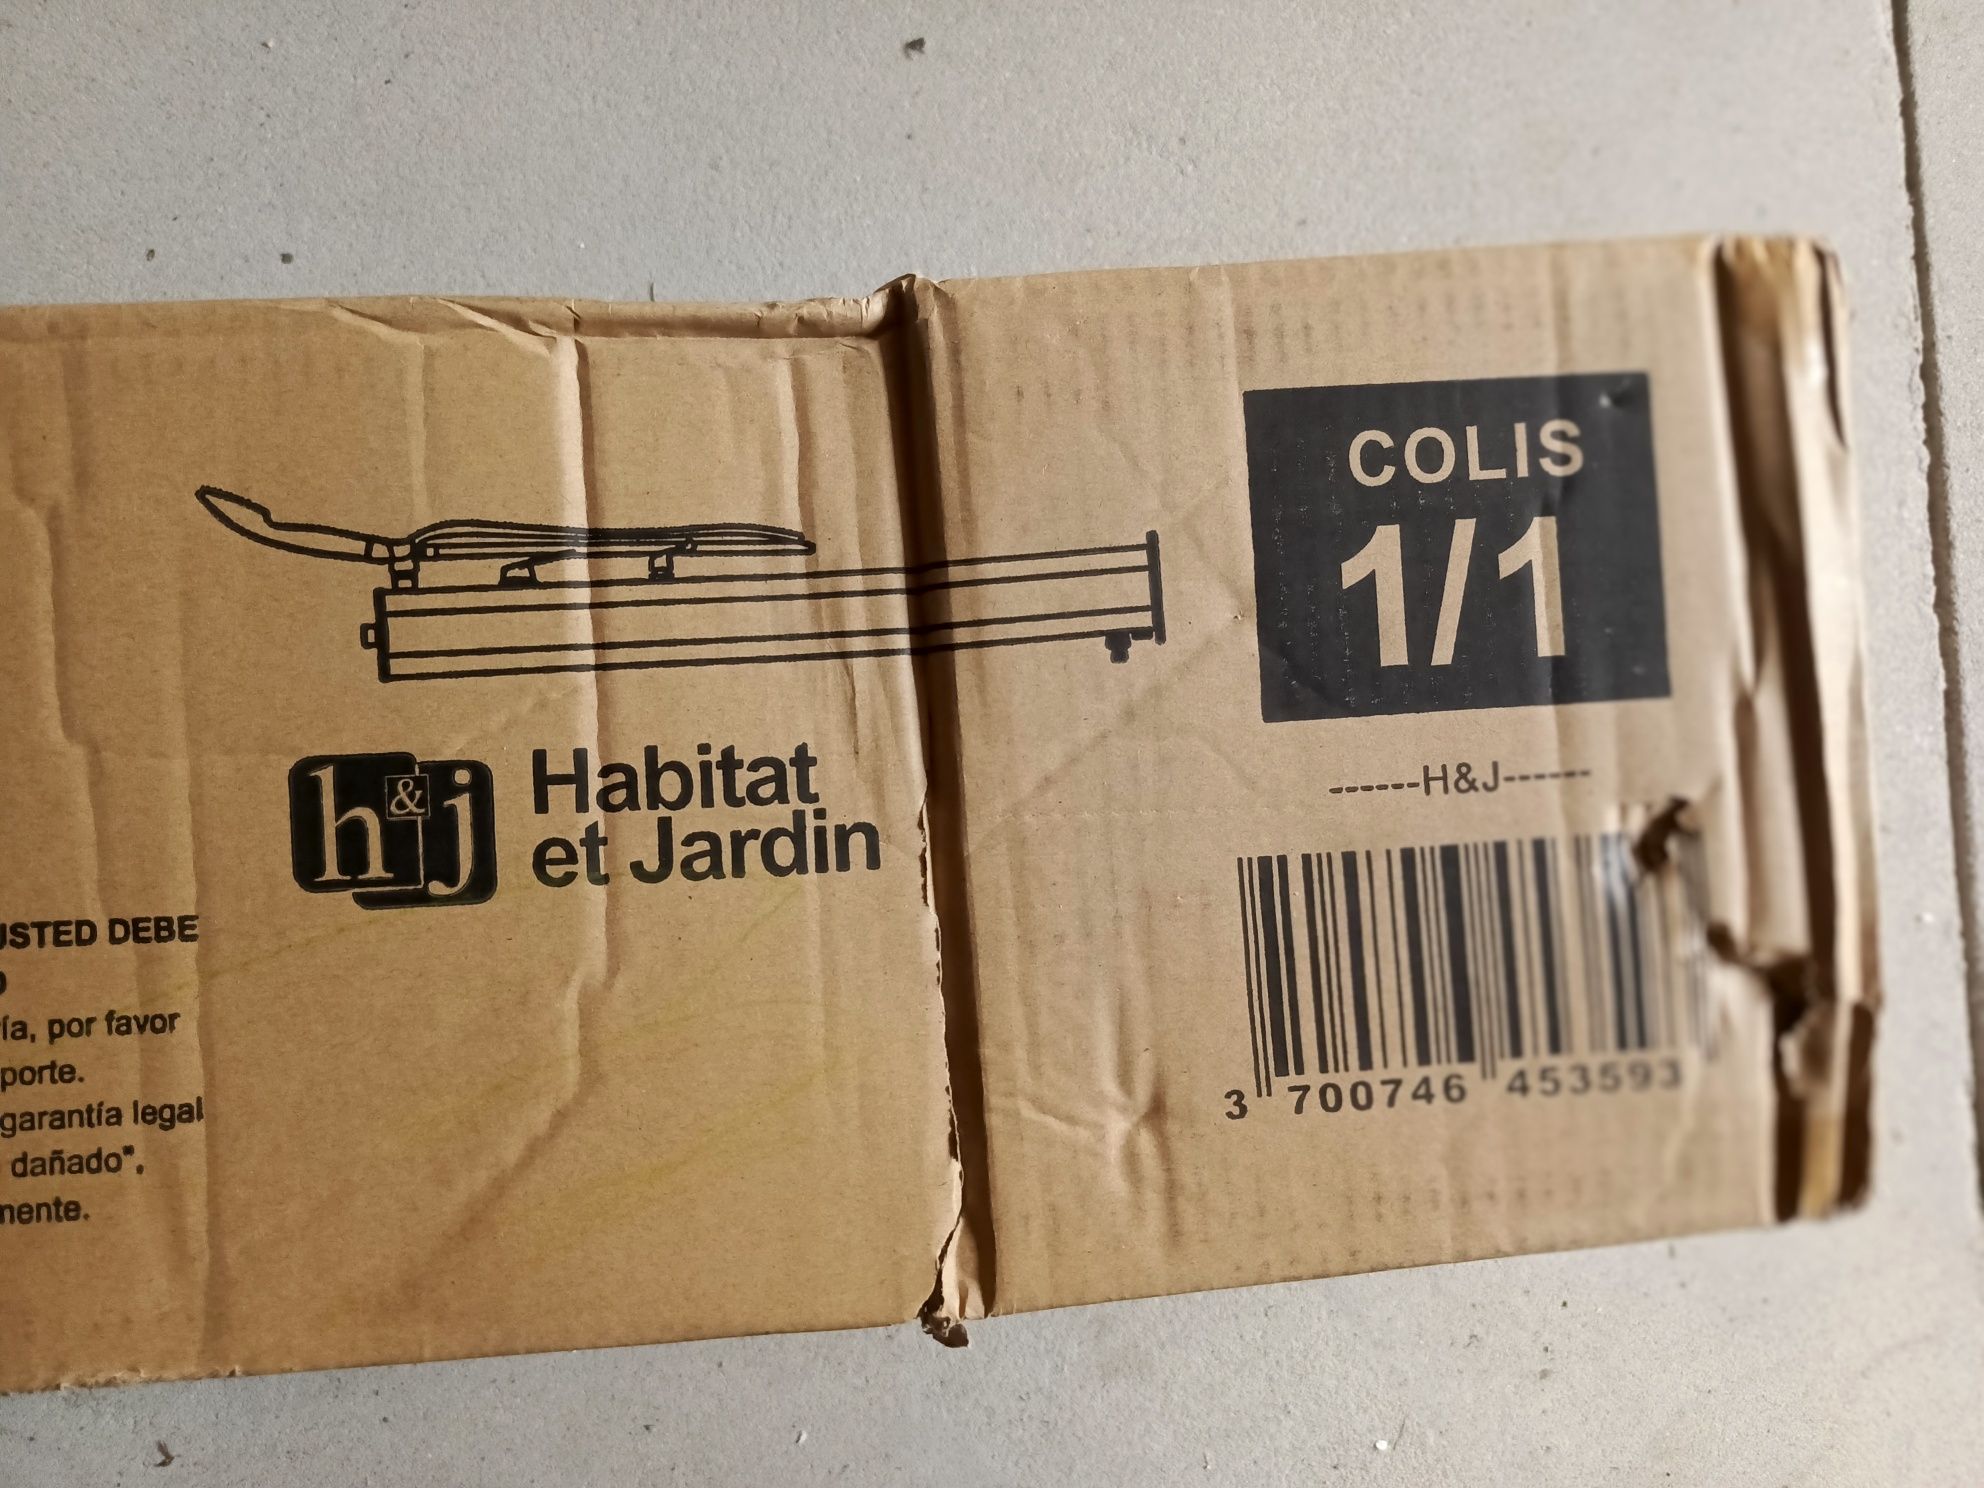 COLIS
1/1
------H&J------
3 700746 453593
h&j
Habitat
et Jardin
USTED DEBE
ía, por favor
porte.
garantía legal
dañado",
mente.